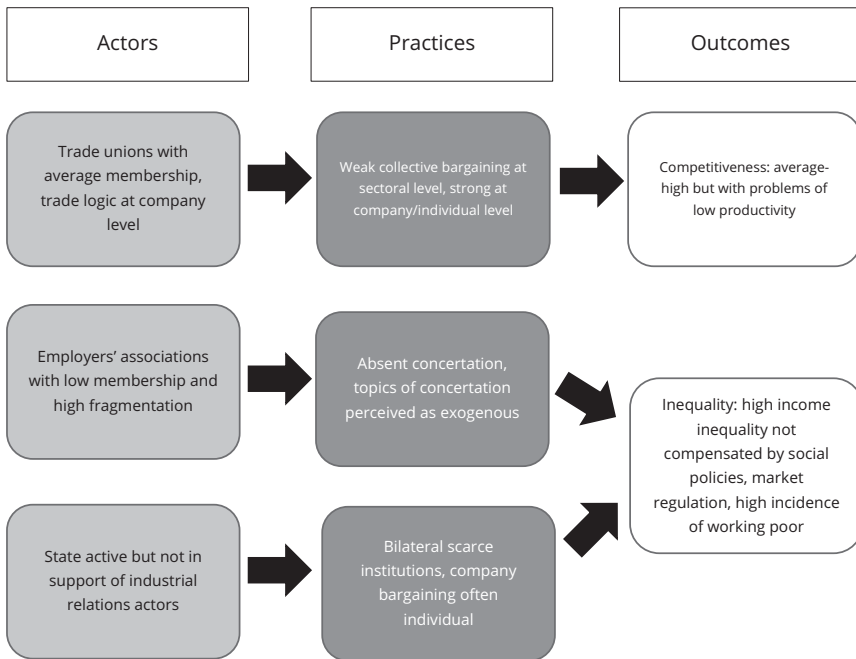 Actors
Practices
Outcomes
Trade unions with
average membership,
trade logic at company
level
Weak collective bargaining at
sectoral level, strong at
company/individual level
Competitiveness: average-
high but with problems of
low productivity
Employers’ associations
with low membership and
high fragmentation
Absent concertation,
topics of concertation
perceived as exogenous
Inequality: high income
inequality not
compensated by social
policies, market
regulation, high incidence
of working poor
State active but not in
support of industrial
relations actors
Bilateral scarce
institutions, company
bargaining often
individual